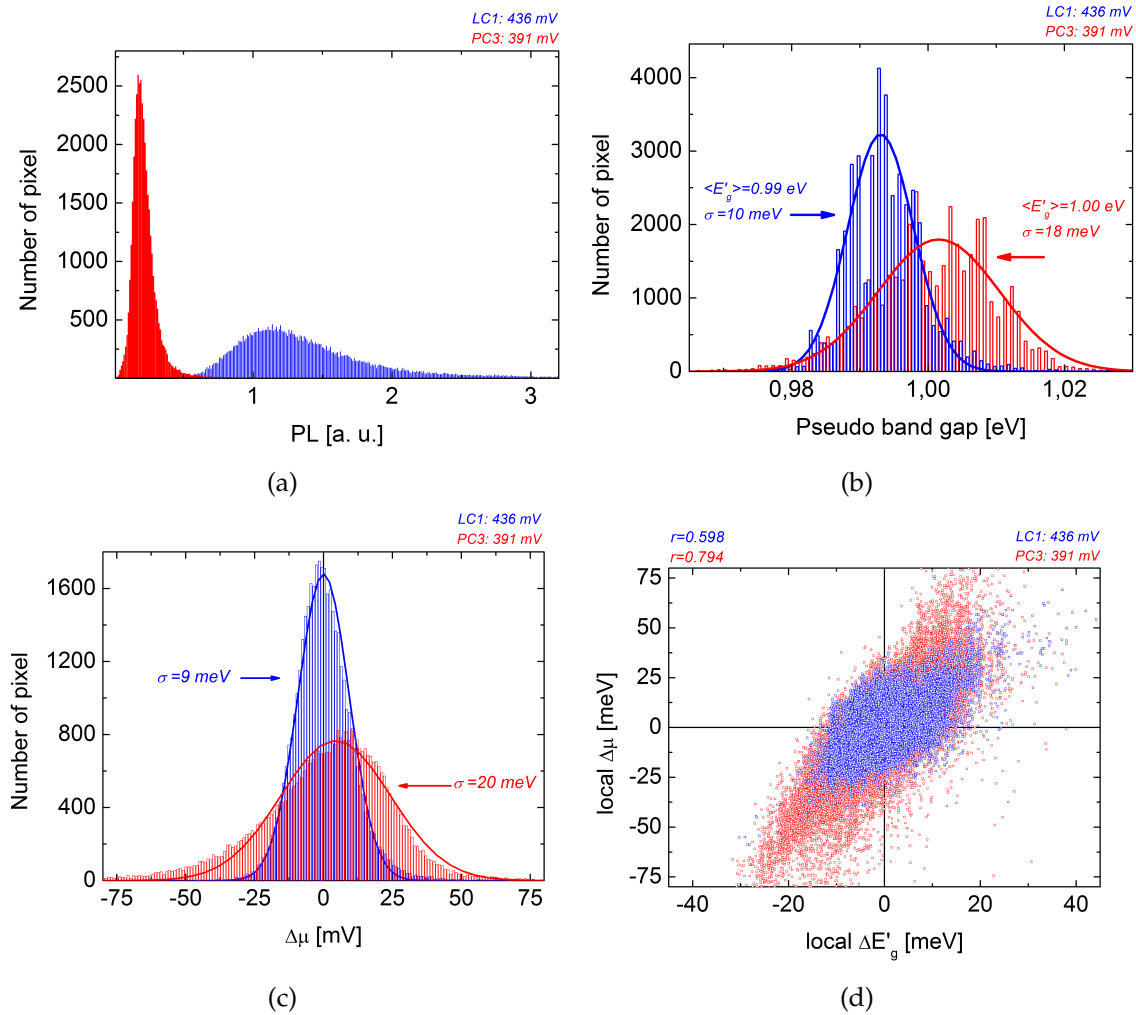 LC1: 436 mV
PC3: 391 mV
2500
2000
1500
1000
500
1
2
3
Number of pixel
PL [a. u.]
(a)
LC1: 436 mV
PC3: 391 mV
4000
3000
2000
1000
0
0,98
1,00
1,02
Number of pixel
<E'g>=0.99 eV
σ=10 meV
<E'g>=1.00 eV
σ=18 meV
Pseudo band gap [eV]
(b)
LC1: 436 mV
PC3: 391 mV
1600
1200
800
400
0
-75
-50
-25
0
25
50
75
Number of pixel
σ=9 meV
σ=20 meV
Δμ [mV]
(c)
r=0.598
r=0.794
LC1: 436 mV
PC3: 391 mV
75
50
25
0
-25
-50
-75
-40
-20
0
20
40
local Δμ [meV]
local ΔE'g [meV]
(d)